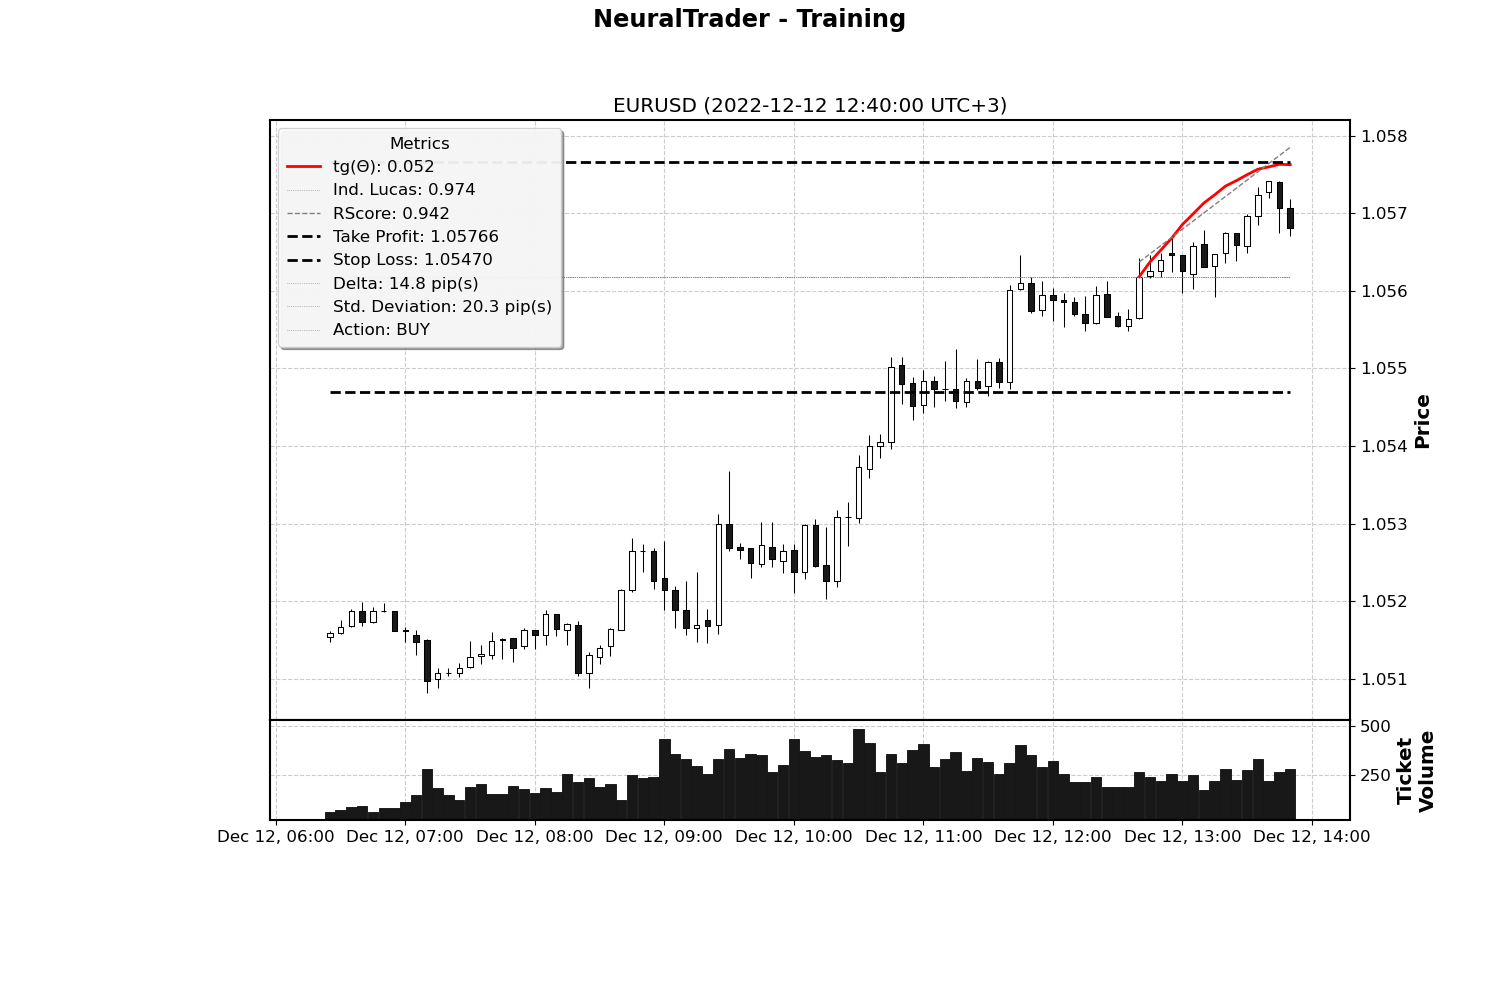 NeuralTrader - Training
EURUSD (2022-12-12 12:40:00 UTC+3)
Metrics
tg(Θ): 0.052
Ind. Lucas: 0.974
RScore: 0.942
Take Profit: 1.05766
Stop Loss: 1.05470
Delta: 14.8 pip(s)
Std. Deviation: 20.3 pip(s)
Action: BUY
1.058
1.057
1.056
1.055
1.054
1.053
1.052
1.051
Price
500
250
Ticket
Volume
Dec 12, 06:00 Dec 12, 07:00 Dec 12, 08:00 Dec 12, 09:00 Dec 12, 10:00 Dec 12, 11:00 Dec 12, 12:00 Dec 12, 13:00 Dec 12, 14:00